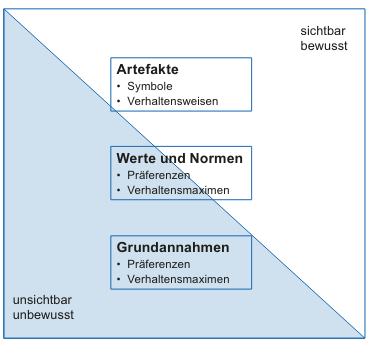 sichtbar
bewusst
Artefakte
• Symbole
• Verhaltensweisen
Werte und Normen
• Präferenzen
• Verhaltensmaximen
Grundannahmen
• Präferenzen
• Verhaltensmaximen
unsichtbar
unbewusst